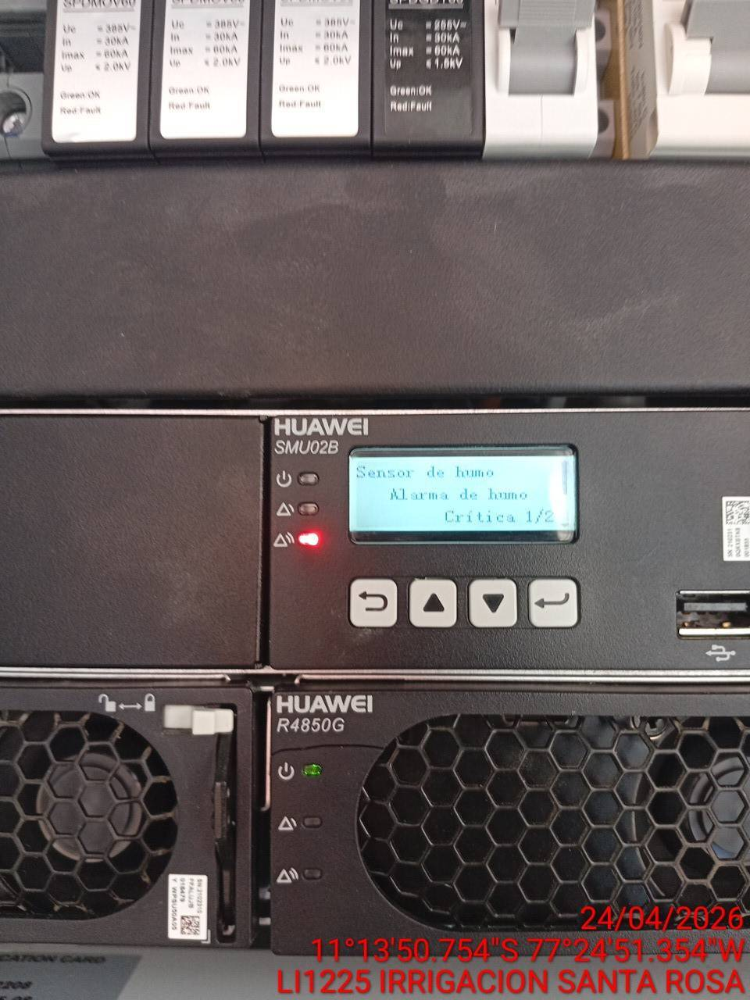 SPDMOV60
Uc = 385V~
In = 30kA
Imax = 60kA
Up ≤ 2.0kV
Green:OK
Red:Fault
Uc = 385V~
In = 30kA
Imax = 60kA
Up ≤ 2.0kV
Green:OK
Red:Fault
Uc = 385V~
In = 30kA
Imax = 60kA
Up ≤ 2.0kV
Green:OK
Red:Fault
Uc = 255V~
In = 30kA
Imax = 60kA
Up ≤ 1.5kV
Green:OK
Red:Fault
HUAWEI
SMU02B
Sensor de humo
Alarma de humo
Crítica 1/2
HUAWEI
R4850G
24/04/2026
11°13'50.754"S 77°24'51.354"W
LI1225 IRRIGACION SANTA ROSA
CATION CARD